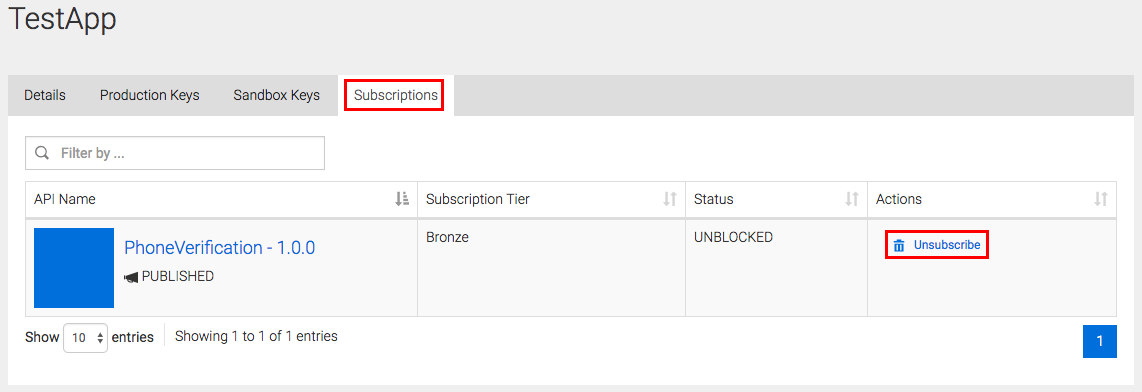 TestApp
Details Production Keys Sandbox Keys Subscriptions
Filter by ...
API Name Subscription Tier Status Actions
PhoneVerification - 1.0.0 Bronze UNBLOCKED Unsubscribe
PUBLISHED
Show 10 entries Showing 1 to 1 of 1 entries 1